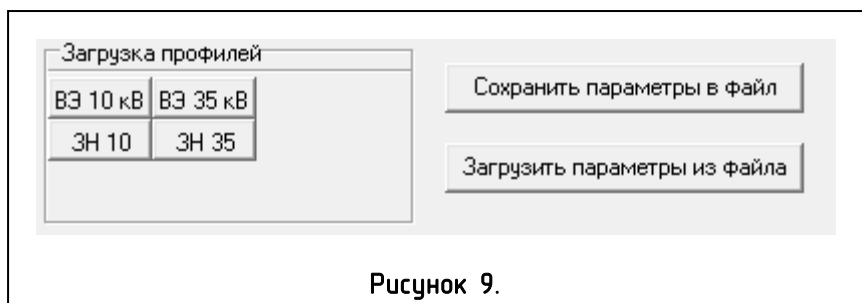 Загрузка профилей
ВЭ 10 кВ ВЭ 35 кВ
ЗН 10 ЗН 35
Сохранить параметры в файл
Загрузить параметры из файла
Рисунок 9.